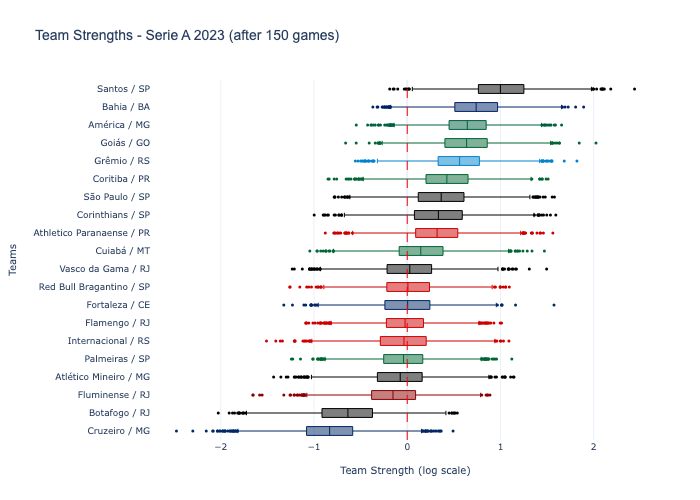 Team Strengths - Serie A 2023 (after 150 games)
Santos / SP
Bahia / BA
América / MG
Goiás / GO
Grêmio / RS
Coritiba / PR
São Paulo / SP
Corinthians / SP
Athletico Paranaense / PR
Cuiabá / MT
Vasco da Gama / RJ
Red Bull Bragantino / SP
Fortaleza / CE
Flamengo / RJ
Internacional / RS
Palmeiras / SP
Atlético Mineiro / MG
Fluminense / RJ
Botafogo / RJ
Cruzeiro / MG
Teams
−2 −1 0 1 2
Team Strength (log scale)